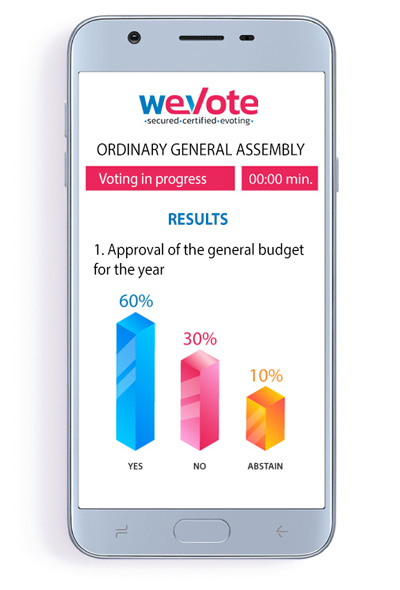 wevote
•secured•certified•evoting•
ORDINARY GENERAL ASSEMBLY
Voting in progress 00:00 min.
RESULTS
1. Approval of the general budget
for the year
60%
30%
10%
YES NO ABSTAIN